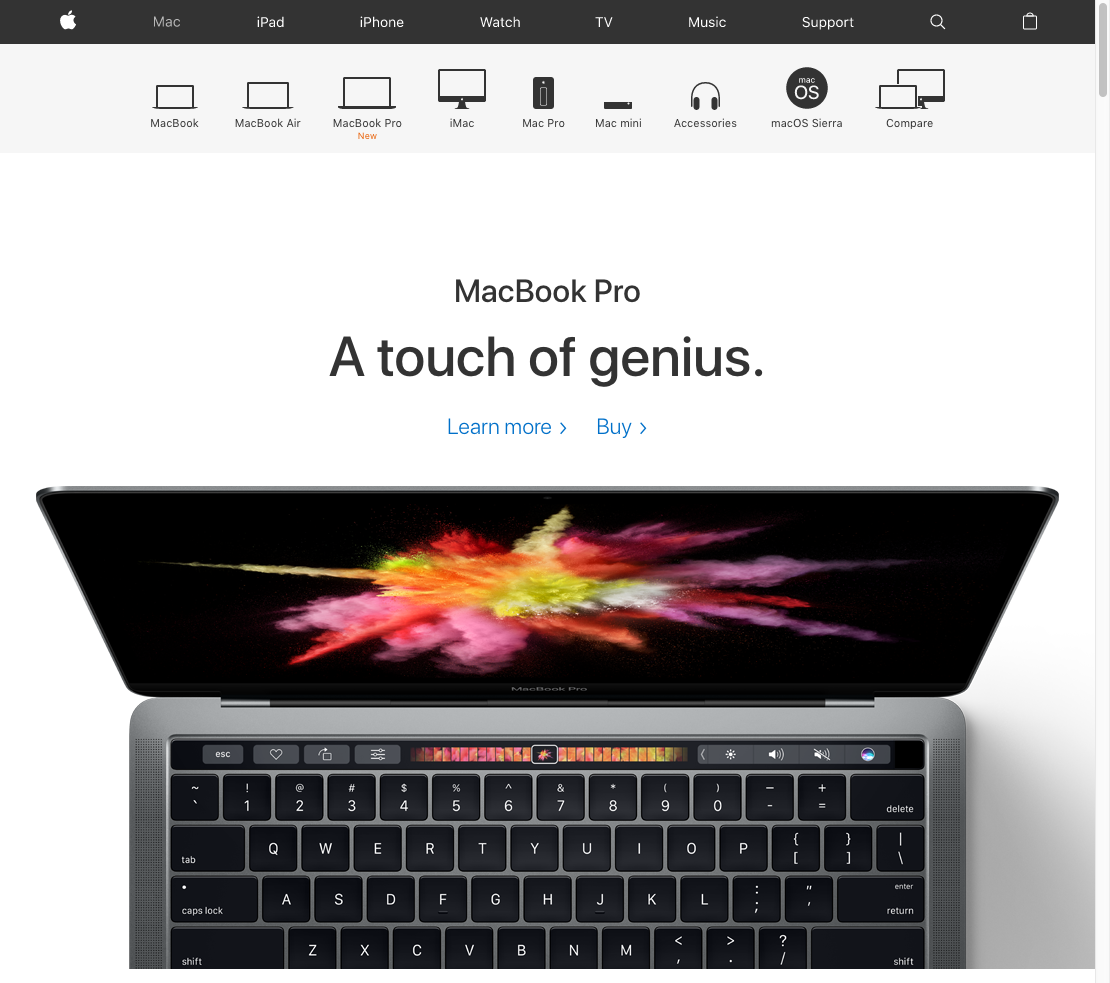 Mac iPad iPhone Watch TV Music Support
mac
OS
MacBook MacBook Air MacBook Pro iMac Mac Pro Mac mini Accessories macOS Sierra Compare
New
MacBook Pro
A touch of genius.
Learn more › Buy ›
MacBook Pro
esc
~ ! @ # $ % ^ & * ( ) – +
` 1 2 3 4 5 6 7 8 9 0 - = delete
tab Q W E R T Y U I O P { [ } ] | \
caps lock A S D F G H J K L : ; " ' enter return
shift Z X C V B N M < , > . ? / shift